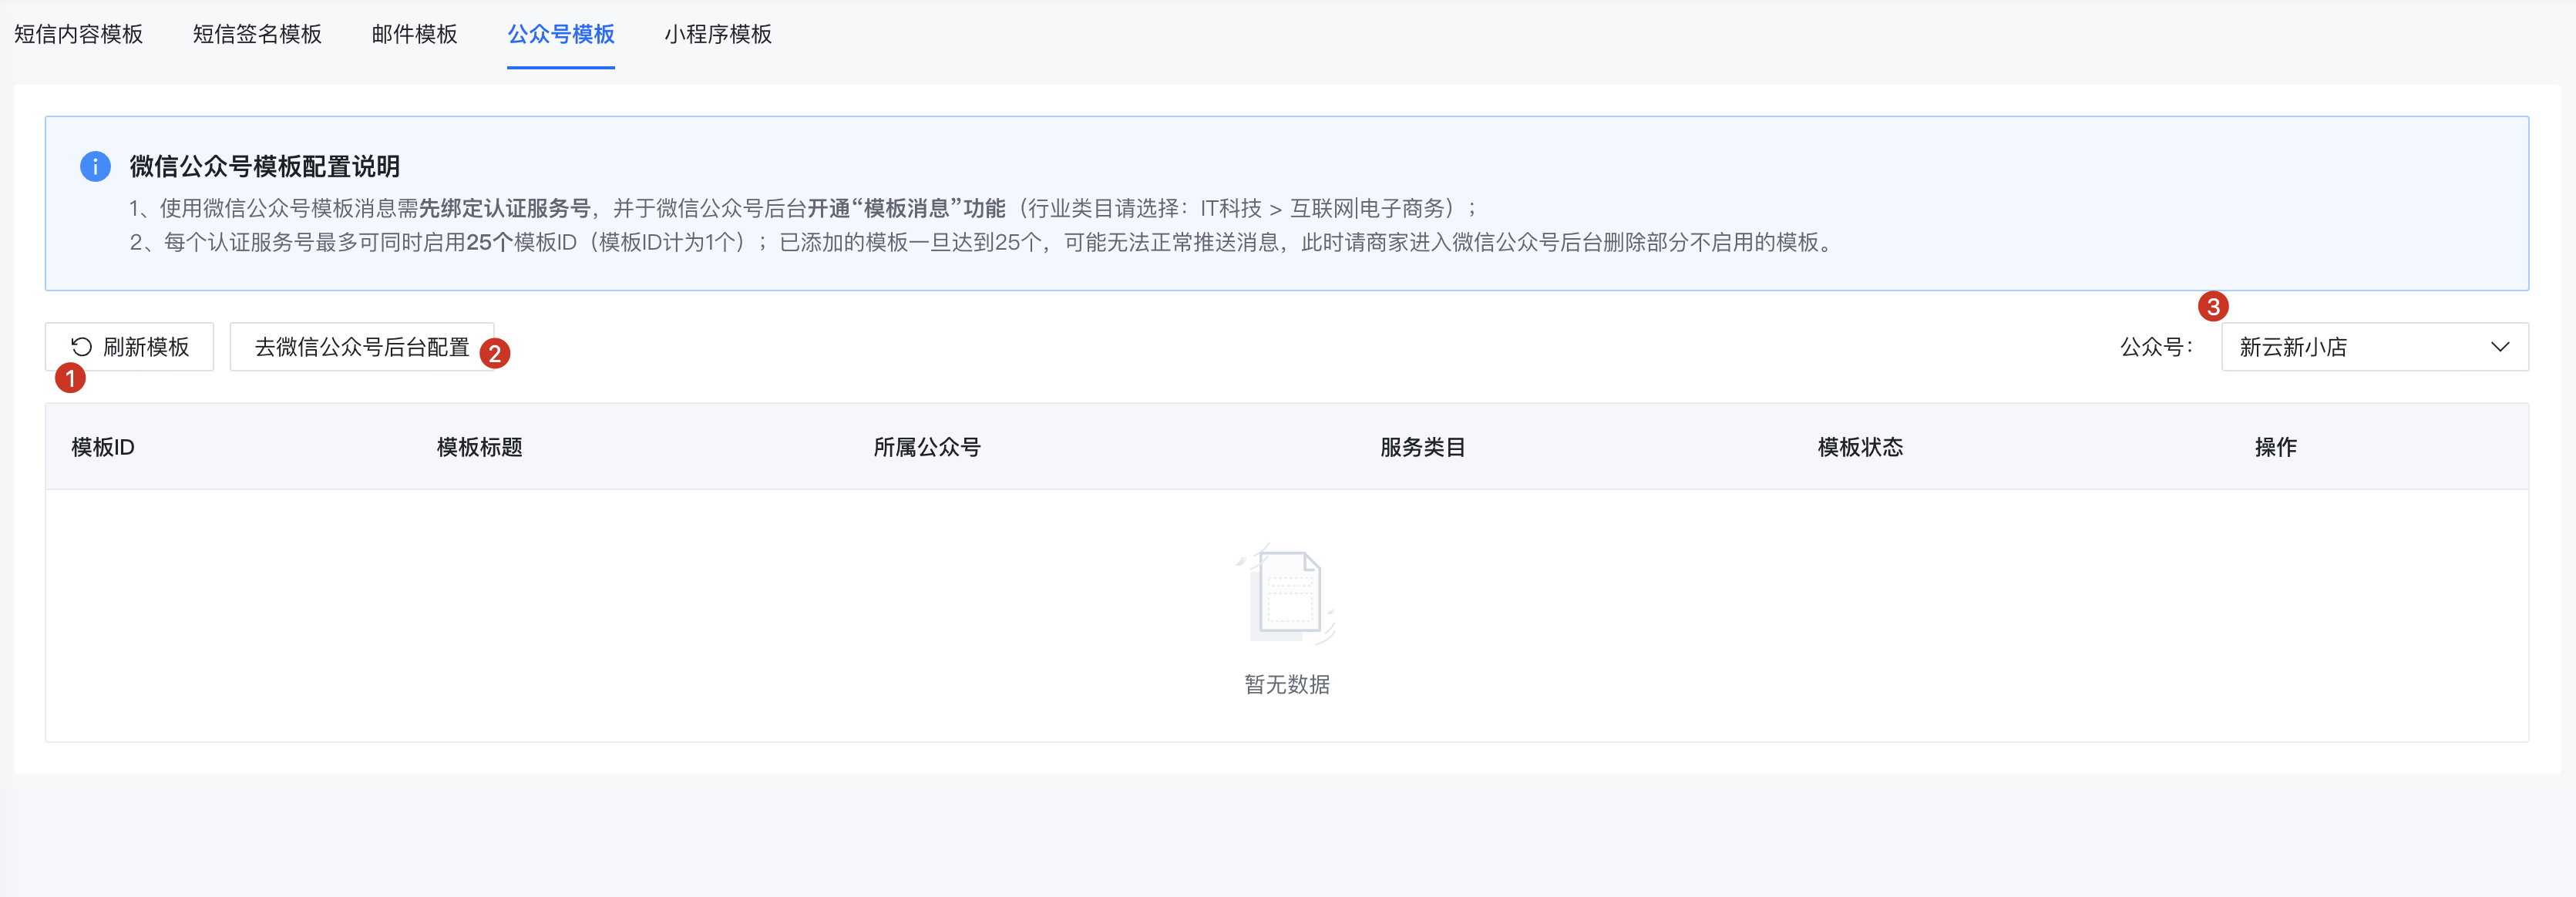 短信内容模板 短信签名模板 邮件模板 公众号模板 小程序模板
微信公众号模板配置说明
1、使用微信公众号模板消息需先绑定认证服务号，并于微信公众号后台开通“模板消息”功能（行业类目请选择：IT科技 > 互联网|电子商务）；
2、每个认证服务号最多可同时启用25个模板ID（模板ID计为1个）；已添加的模板一旦达到25个，可能无法正常推送消息，此时请商家进入微信公众号后台删除部分不启用的模板。
3
刷新模板 去微信公众号后台配置 2 公众号： 新云新小店
1
模板ID 模板标题 所属公众号 服务类目 模板状态 操作
暂无数据